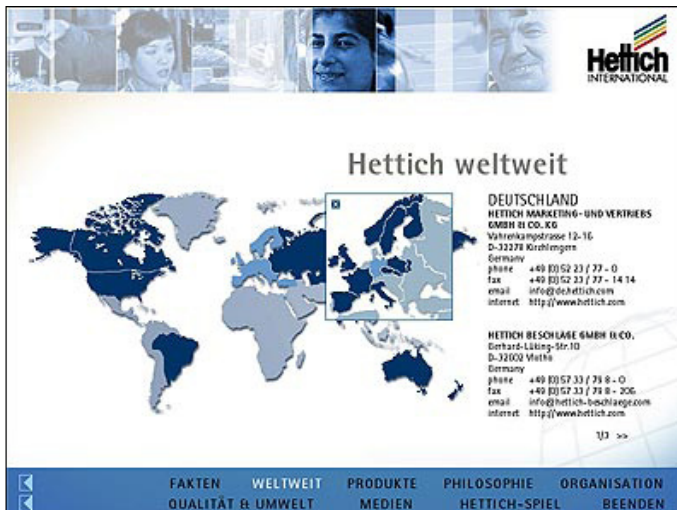 Hettich
INTERNATIONAL
Hettich weltweit
DEUTSCHLAND
HETTICH MARKETING- UND VERTRIEBS
GMBH & CO. KG
Vahrenkampstrasse 12-16
D-32278 Kirchlengern
Germany
phone +49 (0) 52 23 / 77 - 0
fax +49 (0) 52 23 / 77 - 14 14
email info@de.hettich.com
internet http://www.hettich.com
HETTICH BESCHLÄGE GMBH & CO.
Gerhard-Lüking-Str. 10
D-32602 Vlotho
Germany
phone +49 (0) 57 33 / 79 8 - 0
fax +49 (0) 57 33 / 79 8 - 206
email info@hettich-beschlaege.com
internet http://www.hettich.com
1/3 >>
FAKTEN WELTWEIT PRODUKTE PHILOSOPHIE ORGANISATION
QUALITÄT & UMWELT MEDIEN HETTICH-SPIEL BEENDEN